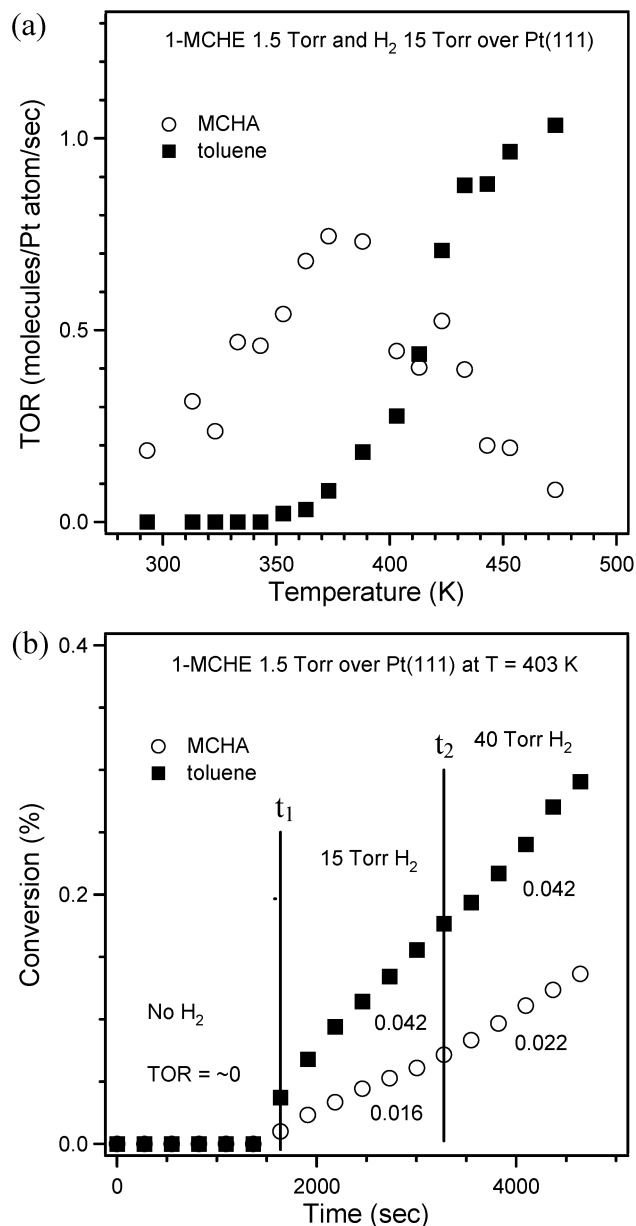 (a)
1-MCHE 1.5 Torr and H₂ 15 Torr over Pt(111)
MCHA
toluene
1.0
0.5
0.0
TOR (molecules/Pt atom/sec)
300 350 400 450 500
Temperature (K)
(b)
0.4
1-MCHE 1.5 Torr over Pt(111) at T = 403 K
MCHA
toluene
t₁
t₂
40 Torr H₂
15 Torr H₂
0.2
0.042
No H₂
0.042
0.022
TOR = ~0
0.016
0.0
Conversion (%)
0 2000 4000
Time (sec)